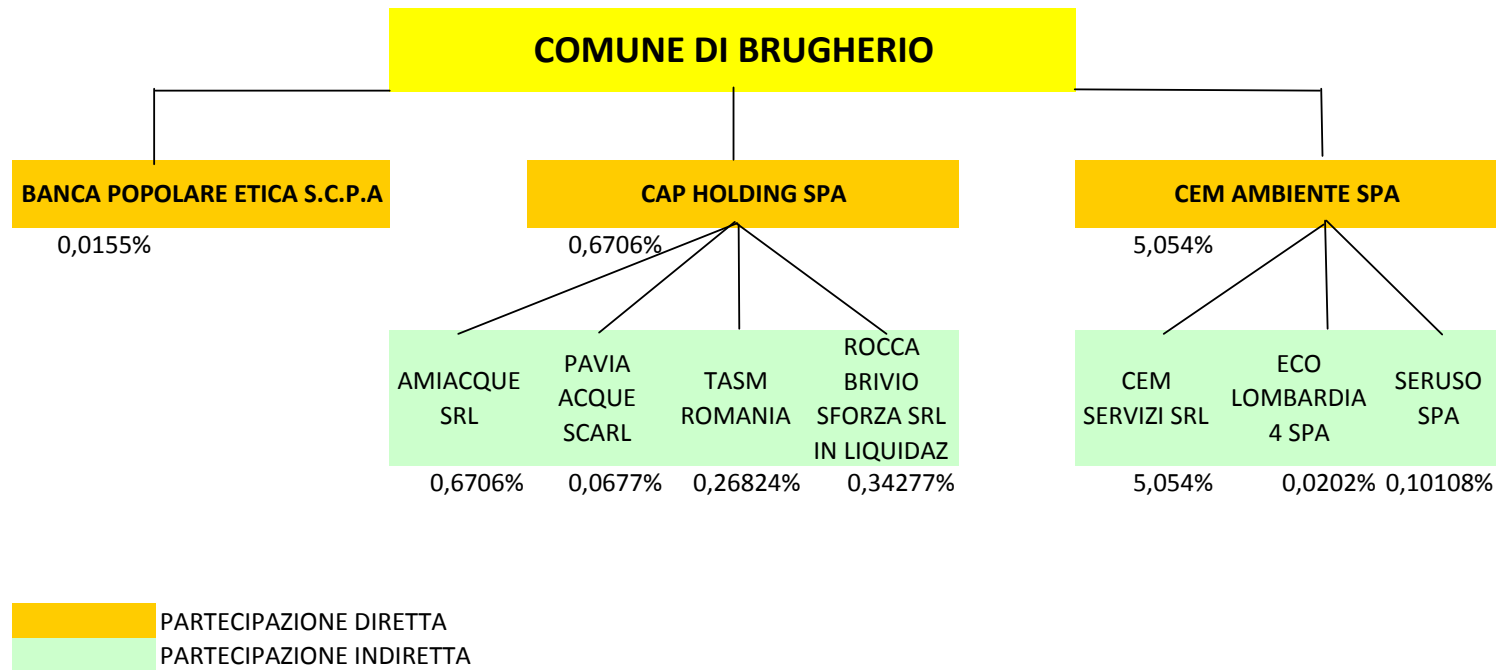 COMUNE DI BRUGHERIO
BANCA POPOLARE ETICA S.C.P.A
CAP HOLDING SPA
CEM AMBIENTE SPA
0,0155%
0,6706%
5,054%
AMIACQUE
SRL
PAVIA
ACQUE
SCARL
TASM
ROMANIA
ROCCA
BRIVIO
SFORZA SRL
IN LIQUIDAZ
CEM
SERVIZI SRL
ECO
LOMBARDIA
4 SPA
SERUSO
SPA
0,6706%
0,0677%
0,26824%
0,34277%
5,054%
0,0202%
0,10108%
PARTECIPAZIONE DIRETTA
PARTECIPAZIONE INDIRETTA